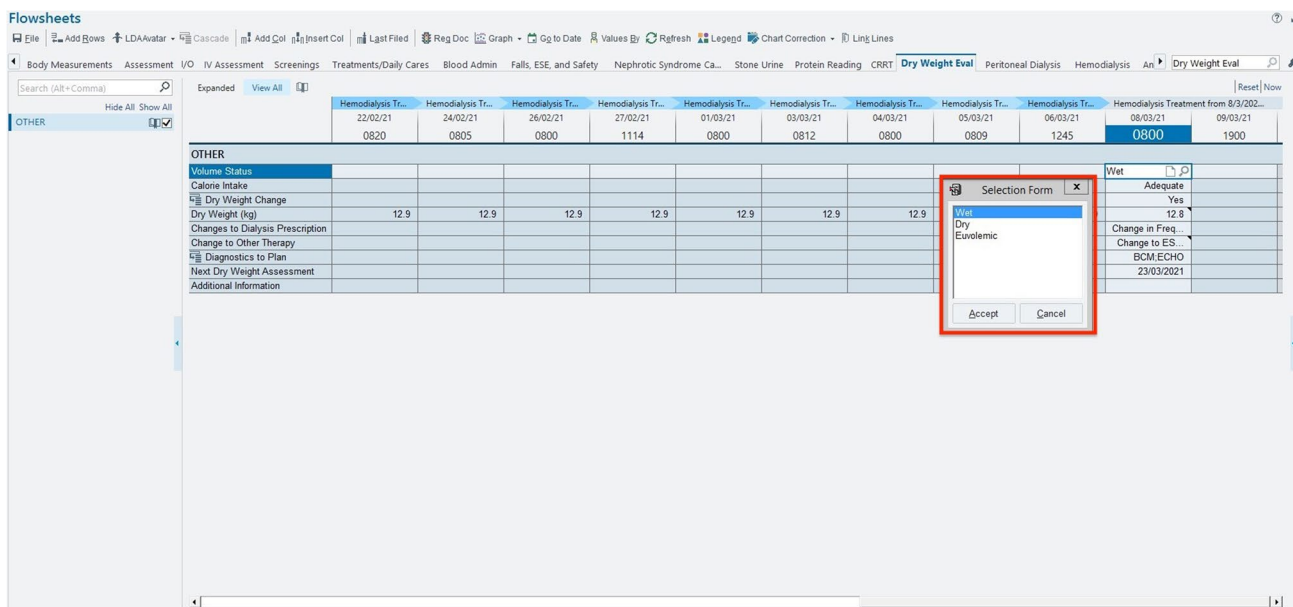 Flowsheets
File Add Rows LDAAvatar Cascade Add Col Insert Col Last Filed Reg Doc Graph Go to Date Values By Refresh Legend Chart Correction Link Lines
Body Measurements Assessment I/O IV Assessment Screenings Treatments/Daily Cares Blood Admin Falls, ESE, and Safety Nephrotic Syndrome Ca... Stone Urine Protein Reading CRRT Dry Weight Eval Peritoneal Dialysis Hemodialysis An Dry Weight Eval
Search (Alt+Comma) Expanded View All Reset Now
Hide All Show All
OTHER
Hemodialysis Tr... Hemodialysis Tr... Hemodialysis Tr... Hemodialysis Tr... Hemodialysis Tr... Hemodialysis Tr... Hemodialysis Tr... Hemodialysis Tr... Hemodialysis Tr... Hemodialysis Treatment from 8/3/202...
22/02/21 24/02/21 26/02/21 27/02/21 01/03/21 03/03/21 04/03/21 05/03/21 06/03/21 08/03/21 09/03/21
0820 0805 0800 1114 0800 0812 0800 0809 1245 0800 1900
OTHER
Volume Status Wet
Calorie Intake Adequate
Dry Weight Change Yes
Dry Weight (kg) 12.9 12.9 12.9 12.9 12.9 12.9 12.9 12.8
Changes to Dialysis Prescription Change in Freq...
Change to Other Therapy Change to ES...
Diagnostics to Plan BCM;ECHO
Next Dry Weight Assessment 23/03/2021
Additional Information
Selection Form x
Wet
Dry
Euvolemic
Accept Cancel